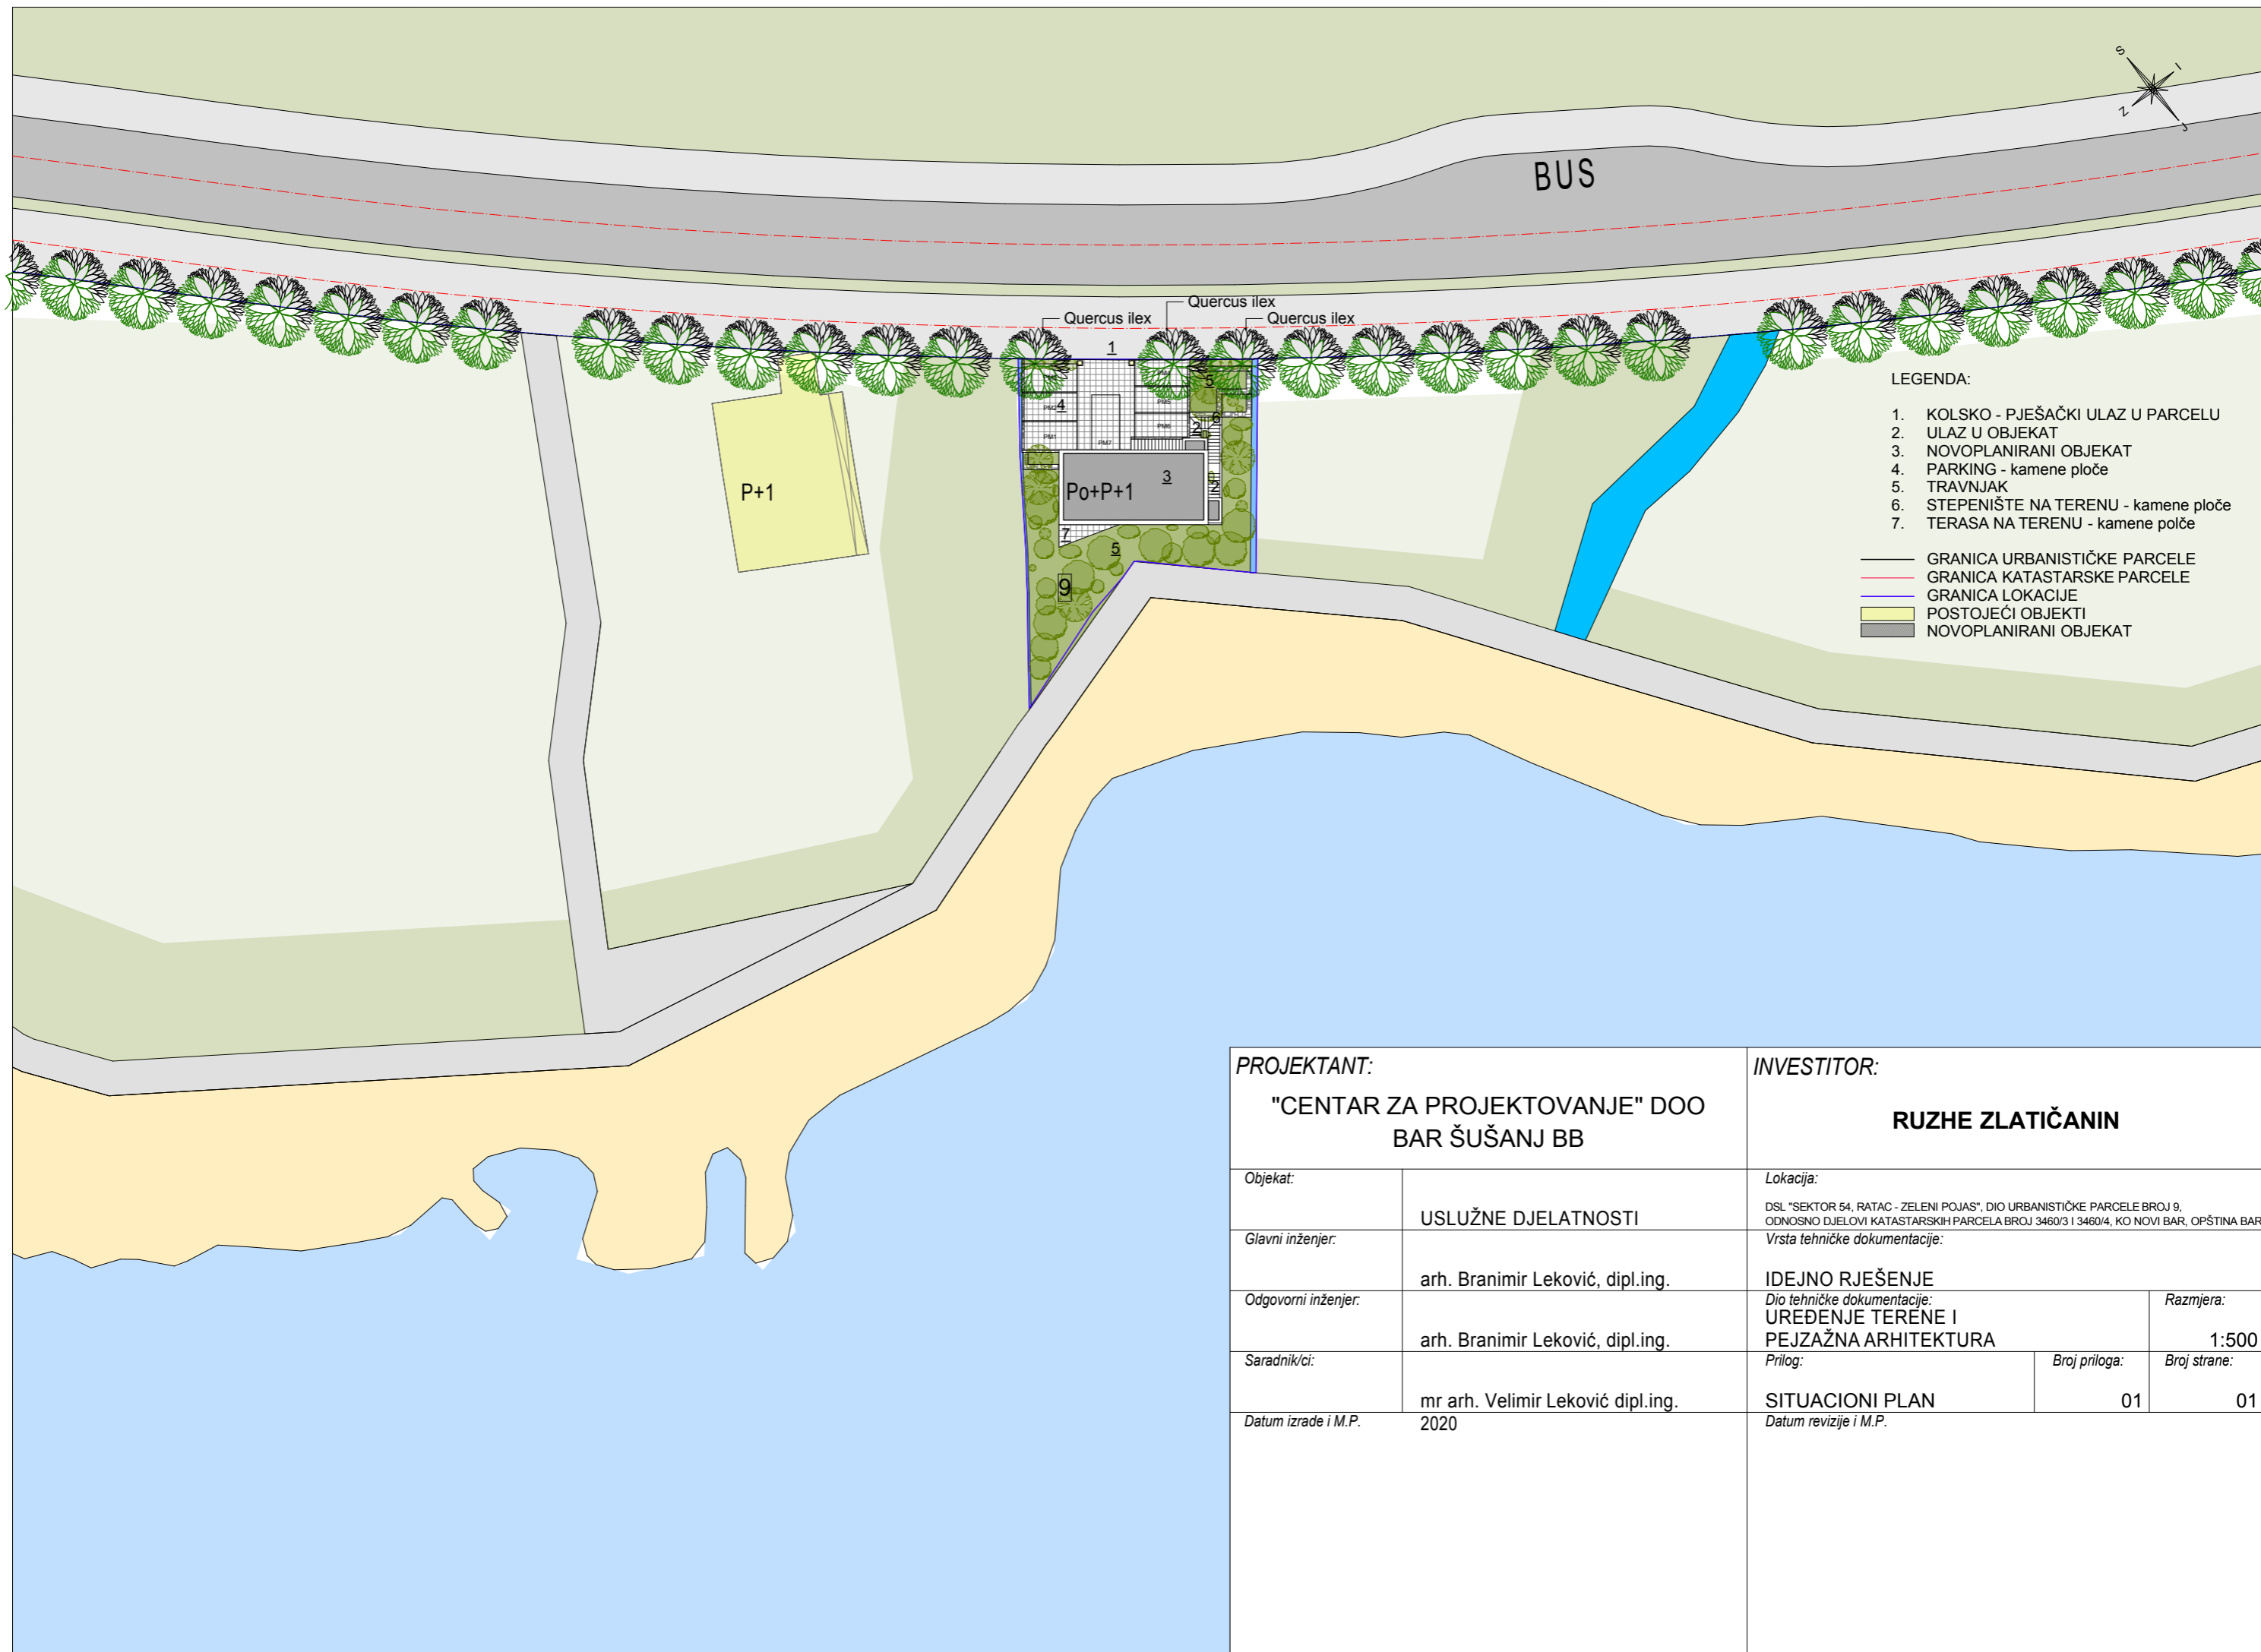 S
I
Z
J
BUS
Quercus ilex
Quercus ilex
Quercus ilex
1
5
4
PM2
PM5
6
2
PM1
PM7
PM6
P+1
Po+P+1
3
2
7
5
9
LEGENDA:
1. KOLSKO - PJEŠAČKI ULAZ U PARCELU
2. ULAZ U OBJEKAT
3. NOVOPLANIRANI OBJEKAT
4. PARKING - kamene ploče
5. TRAVNJAK
6. STEPENIŠTE NA TERENU - kamene ploče
7. TERASA NA TERENU - kamene polče
GRANICA URBANISTIČKE PARCELE
GRANICA KATASTARSKE PARCELE
GRANICA LOKACIJE
POSTOJEĆI OBJEKTI
NOVOPLANIRANI OBJEKAT
PROJEKTANT:
"CENTAR ZA PROJEKTOVANJE" DOO
BAR ŠUŠANJ BB
INVESTITOR:
RUZHE ZLATIČANIN
Objekat:
USLUŽNE DJELATNOSTI
Lokacija:
DSL "SEKTOR 54, RATAC - ZELENI POJAS", DIO URBANISTIČKE PARCELE BROJ 9,
ODNOSNO DJELOVI KATASTARSKIH PARCELA BROJ 3460/3 I 3460/4, KO NOVI BAR, OPŠTINA BAR
Glavni inženjer:
arh. Branimir Leković, dipl.ing.
Vrsta tehničke dokumentacije:
IDEJNO RJEŠENJE
Odgovorni inženjer:
arh. Branimir Leković, dipl.ing.
Dio tehničke dokumentacije:
UREĐENJE TERENE I
PEJZAŽNA ARHITEKTURA
Razmjera:
1:500
Saradnik/ci:
mr arh. Velimir Leković dipl.ing.
Prilog:
SITUACIONI PLAN
Broj priloga:
01
Broj strane:
01
Datum izrade i M.P.
2020
Datum revizije i M.P.